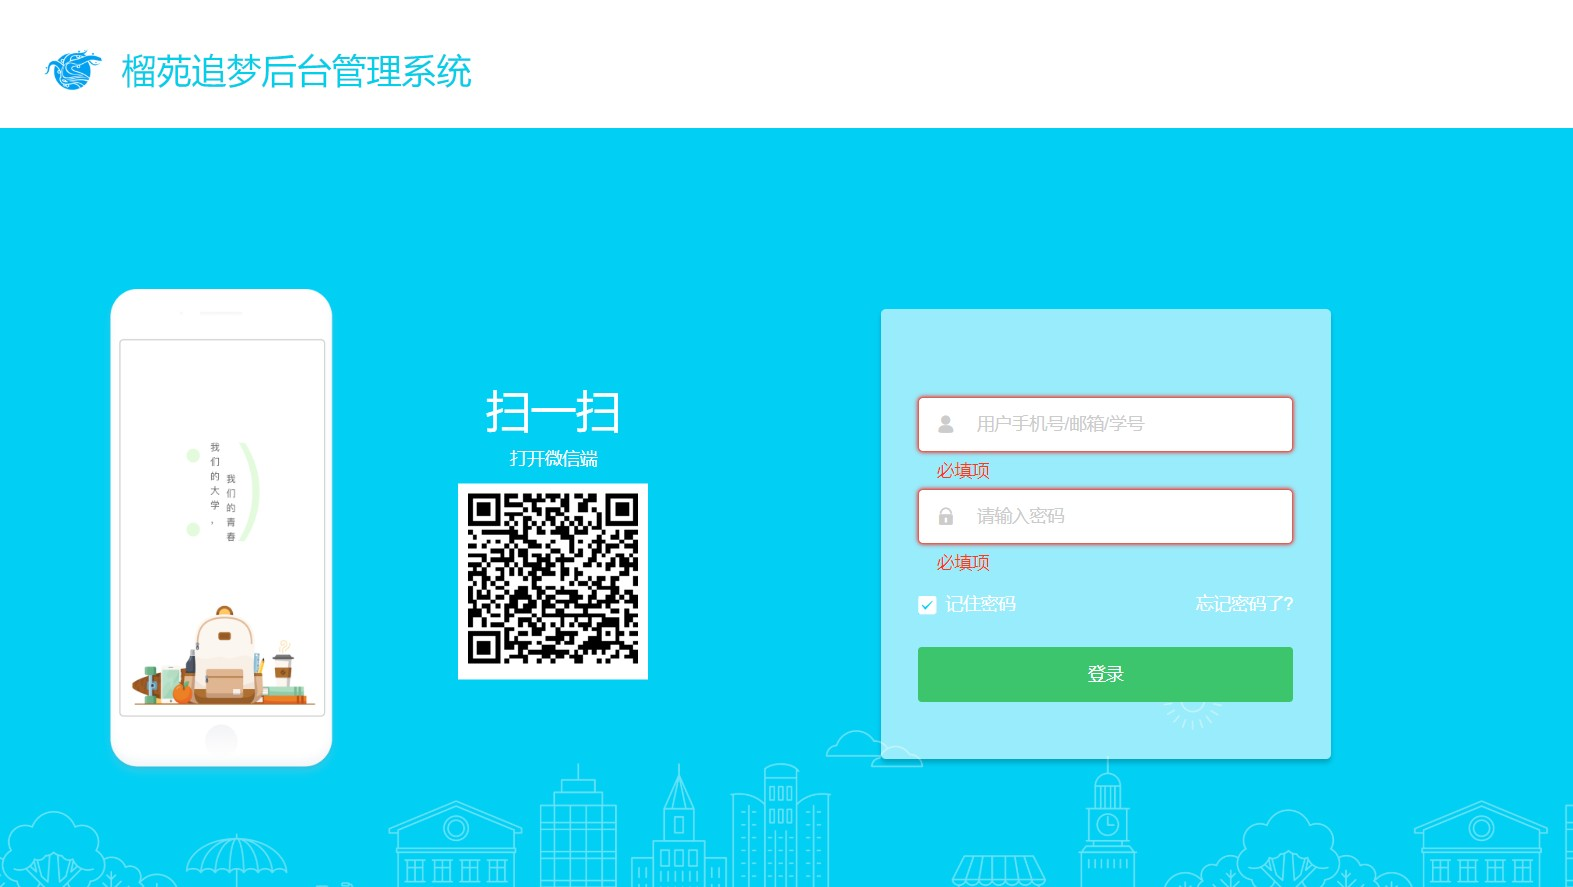 榴苑追梦后台管理系统
我们的大学，
我们的青春
扫一扫
打开微信端
用户手机号/邮箱/学号
必填项
请输入密码
必填项
记住密码
忘记密码了?
登录